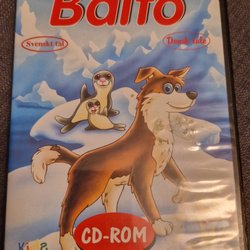 Balto
Svenskt tal
Dansk tale
CD-ROM